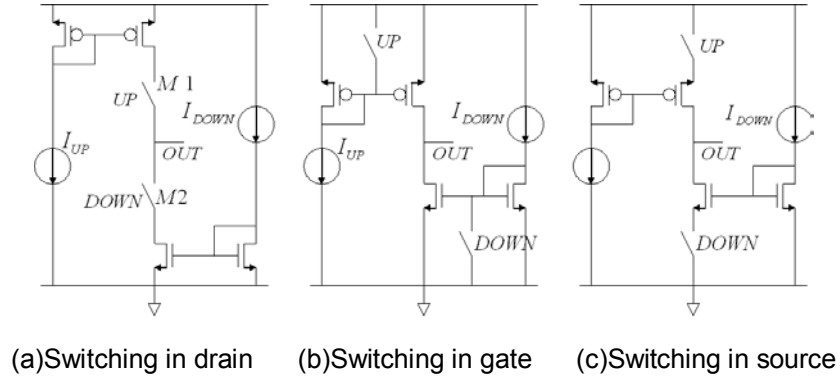 M 1
UP
I_UP
OUT
I_DOWN
DOWN M2
UP
I_UP
OUT
I_DOWN
DOWN
UP
OUT
I_DOWN
DOWN
(a)Switching in drain
(b)Switching in gate
(c)Switching in source